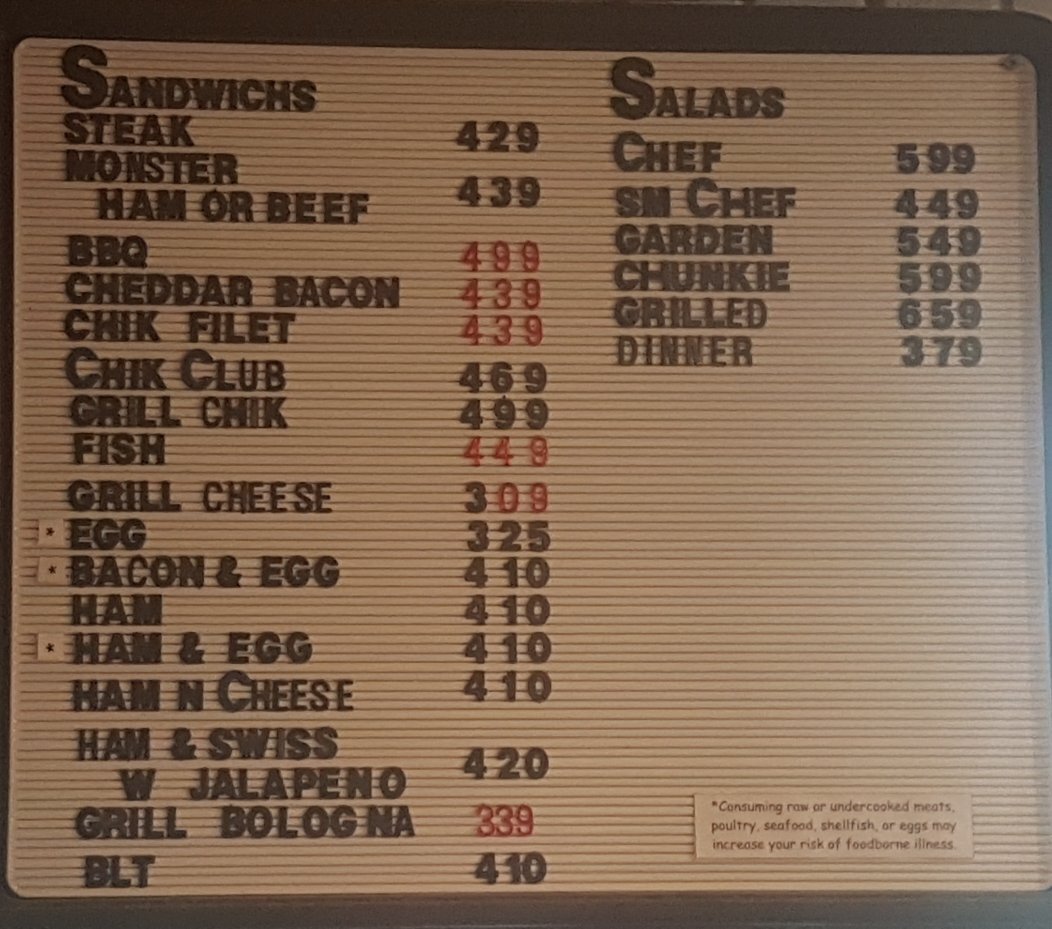 SANDWICHS
STEAK 429
MONSTER
HAM OR BEEF 439
BBQ 499
CHEDDAR BACON 439
CHIK FILET 439
CHIK CLUB 469
GRILL CHIK 499
FISH 449
GRILL CHEESE 309
* EGG 325
* BACON & EGG 410
HAM 410
* HAM & EGG 410
HAM N CHEESE 410
HAM & SWISS
W JALAPENO 420
GRILL BOLOGNA 339
BLT 410
SALADS
CHEF 599
SM CHEF 449
GARDEN 549
CHUNKIE 599
GRILLED 659
DINNER 379
*Consuming raw or undercooked meats,
poultry, seafood, shellfish, or eggs may
increase your risk of foodborne illness.